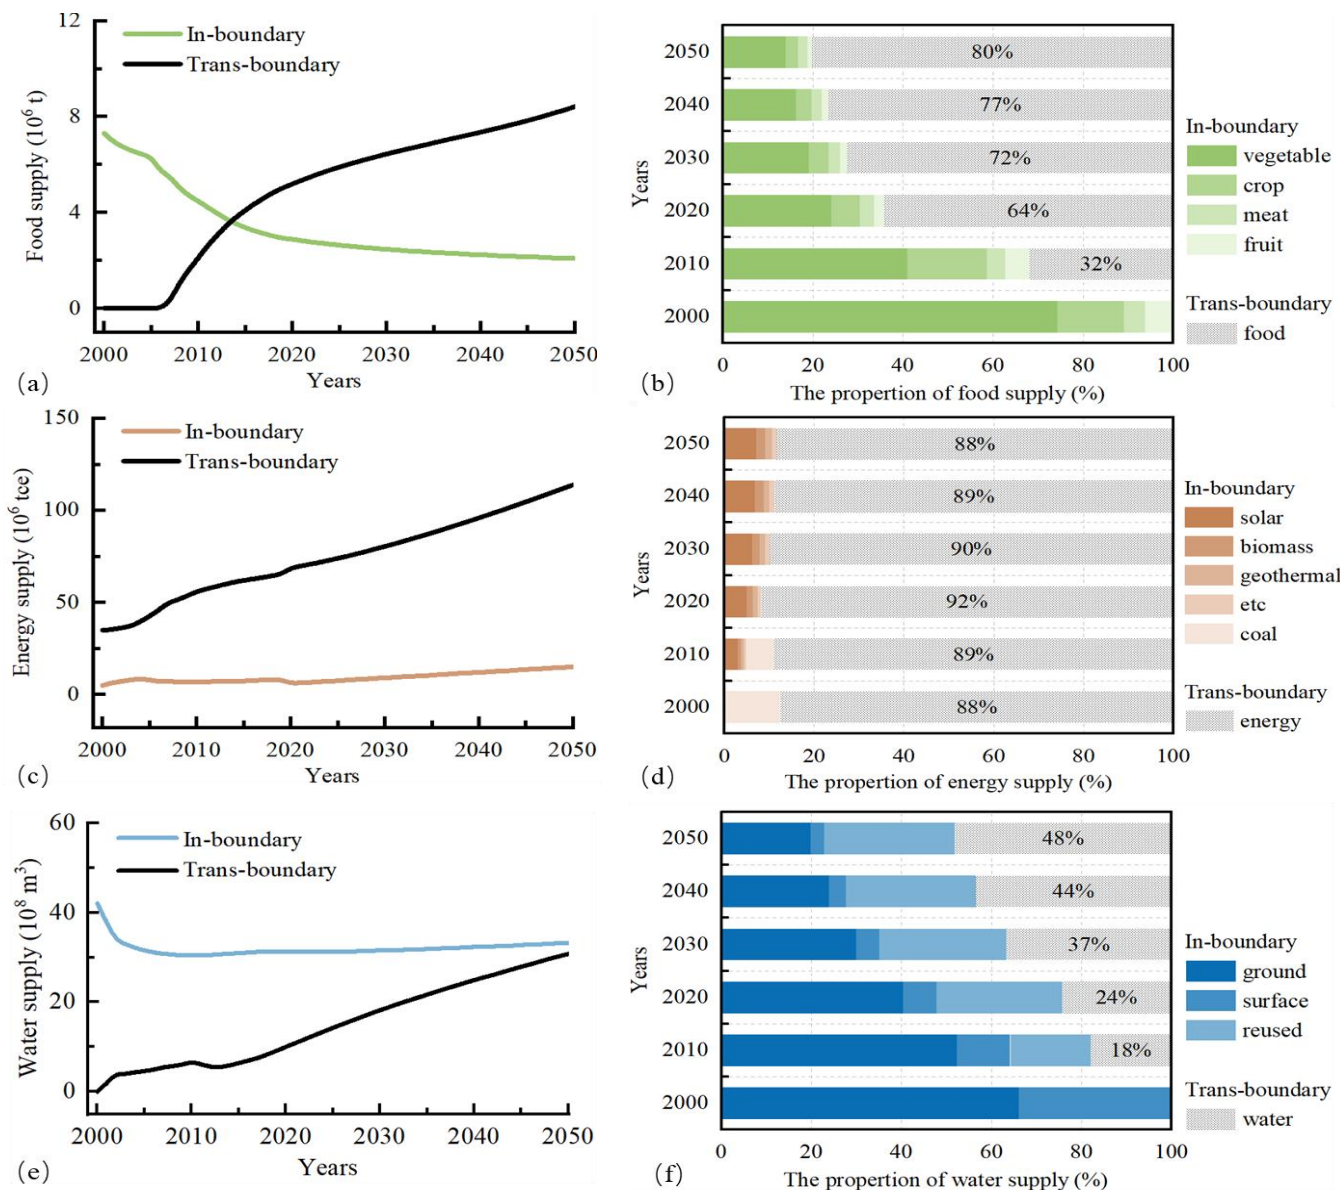 12
8
4
0
Food supply (10⁶ t)
In-boundary
Trans-boundary
2000 2010 2020 2030 2040 2050
Years
(a)
2050
2040
2030
2020
2010
2000
Years
80%
77%
72%
64%
32%
0 20 40 60 80 100
The propertion of food supply (%)
(b)
In-boundary
vegetable
crop
meat
fruit
Trans-boundary
food
150
100
50
0
Energy supply (10⁶ tce)
In-boundary
Trans-boundary
2000 2010 2020 2030 2040 2050
Years
(c)
2050
2040
2030
2020
2010
2000
Years
88%
89%
90%
92%
89%
88%
0 20 40 60 80 100
The propertion of energy supply (%)
(d)
In-boundary
solar
biomass
geothermal
etc
coal
Trans-boundary
energy
60
40
20
0
Water supply (10⁸ m³)
In-boundary
Trans-boundary
2000 2010 2020 2030 2040 2050
Years
(e)
2050
2040
2030
2020
2010
2000
Years
48%
44%
37%
24%
18%
0 20 40 60 80 100
The propertion of water supply (%)
(f)
In-boundary
ground
surface
reused
Trans-boundary
water